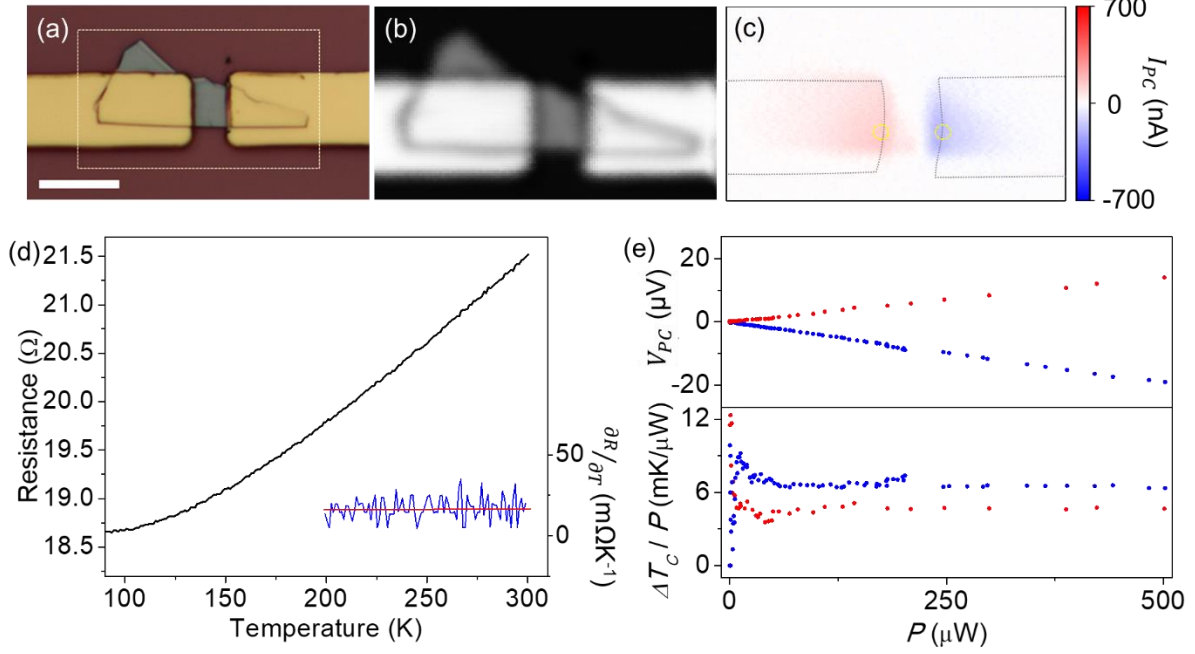 (a)
(b)
(c)
700
0
-700
I_PC (nA)
(d)
21.5
21.0
20.5
20.0
19.5
19.0
18.5
Resistance (Ω)
100 150 200 250 300
Temperature (K)
50
0
∂R/∂T (mΩK⁻¹)
(e)
20
0
-20
V_PC (μV)
12
6
0
ΔT_C / P (mK/μW)
0 250 500
P (μW)